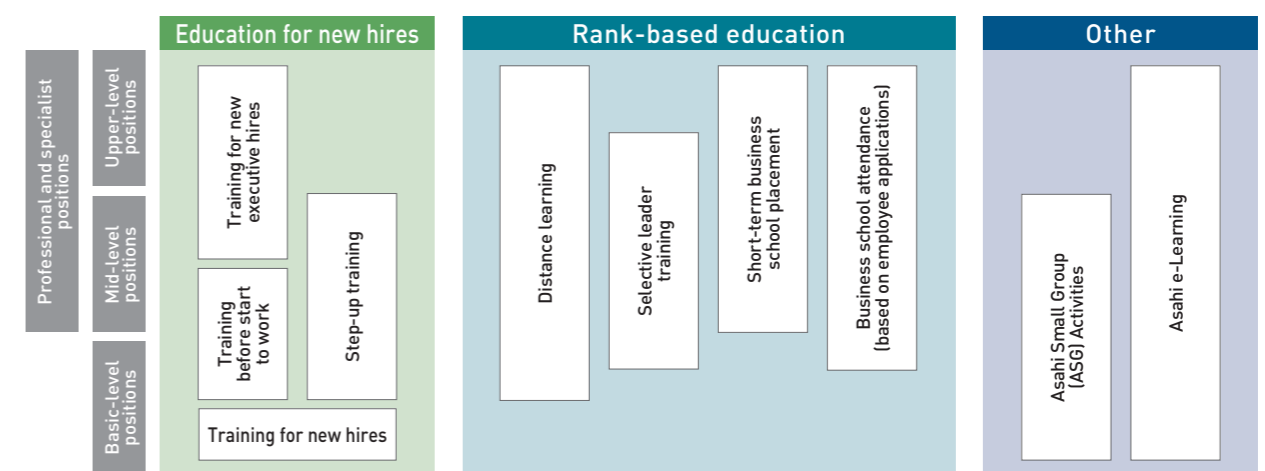 Education for new hires
Rank-based education
Other
Professional and specialist
positions
Upper-level
positions
Mid-level
positions
Basic-level
positions
Training for new
executive hires
Training
before start
to work
Step-up training
Training for new hires
Distance learning
Selective leader
training
Short-term business
school placement
Business school attendance
(based on employee applications)
Asahi Small Group
(ASG) Activities
Asahi e-Learning